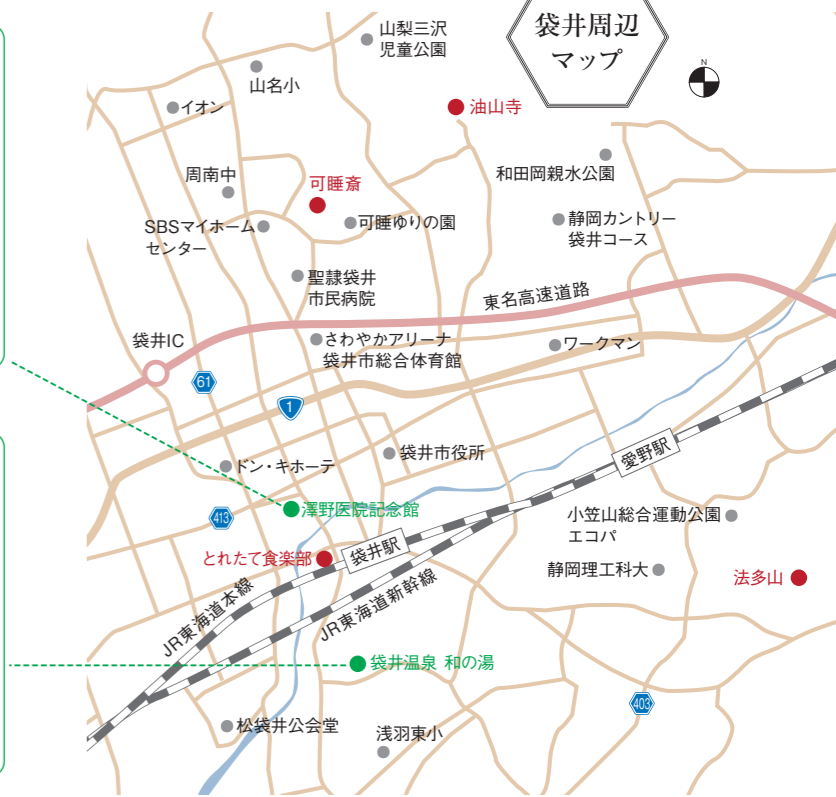 袋井周辺
マップ
N
山梨三沢
児童公園
山名小
イオン
油山寺
和田岡親水公園
周南中
可睡斎
SBSマイホーム
センター
可睡ゆりの園
静岡カントリー
袋井コース
聖隷袋井
市民病院
東名高速道路
袋井IC
さわやかアリーナ
袋井市総合体育館
ワークマン
61
1
ドン・キホーテ
袋井市役所
愛野駅
413
澤野医院記念館
小笠山総合運動公園
エコパ
とれたて食楽部
袋井駅
静岡理工科大
法多山
JR東海道本線
JR東海道新幹線
袋井温泉 和の湯
403
松袋井公会堂
浅羽東小